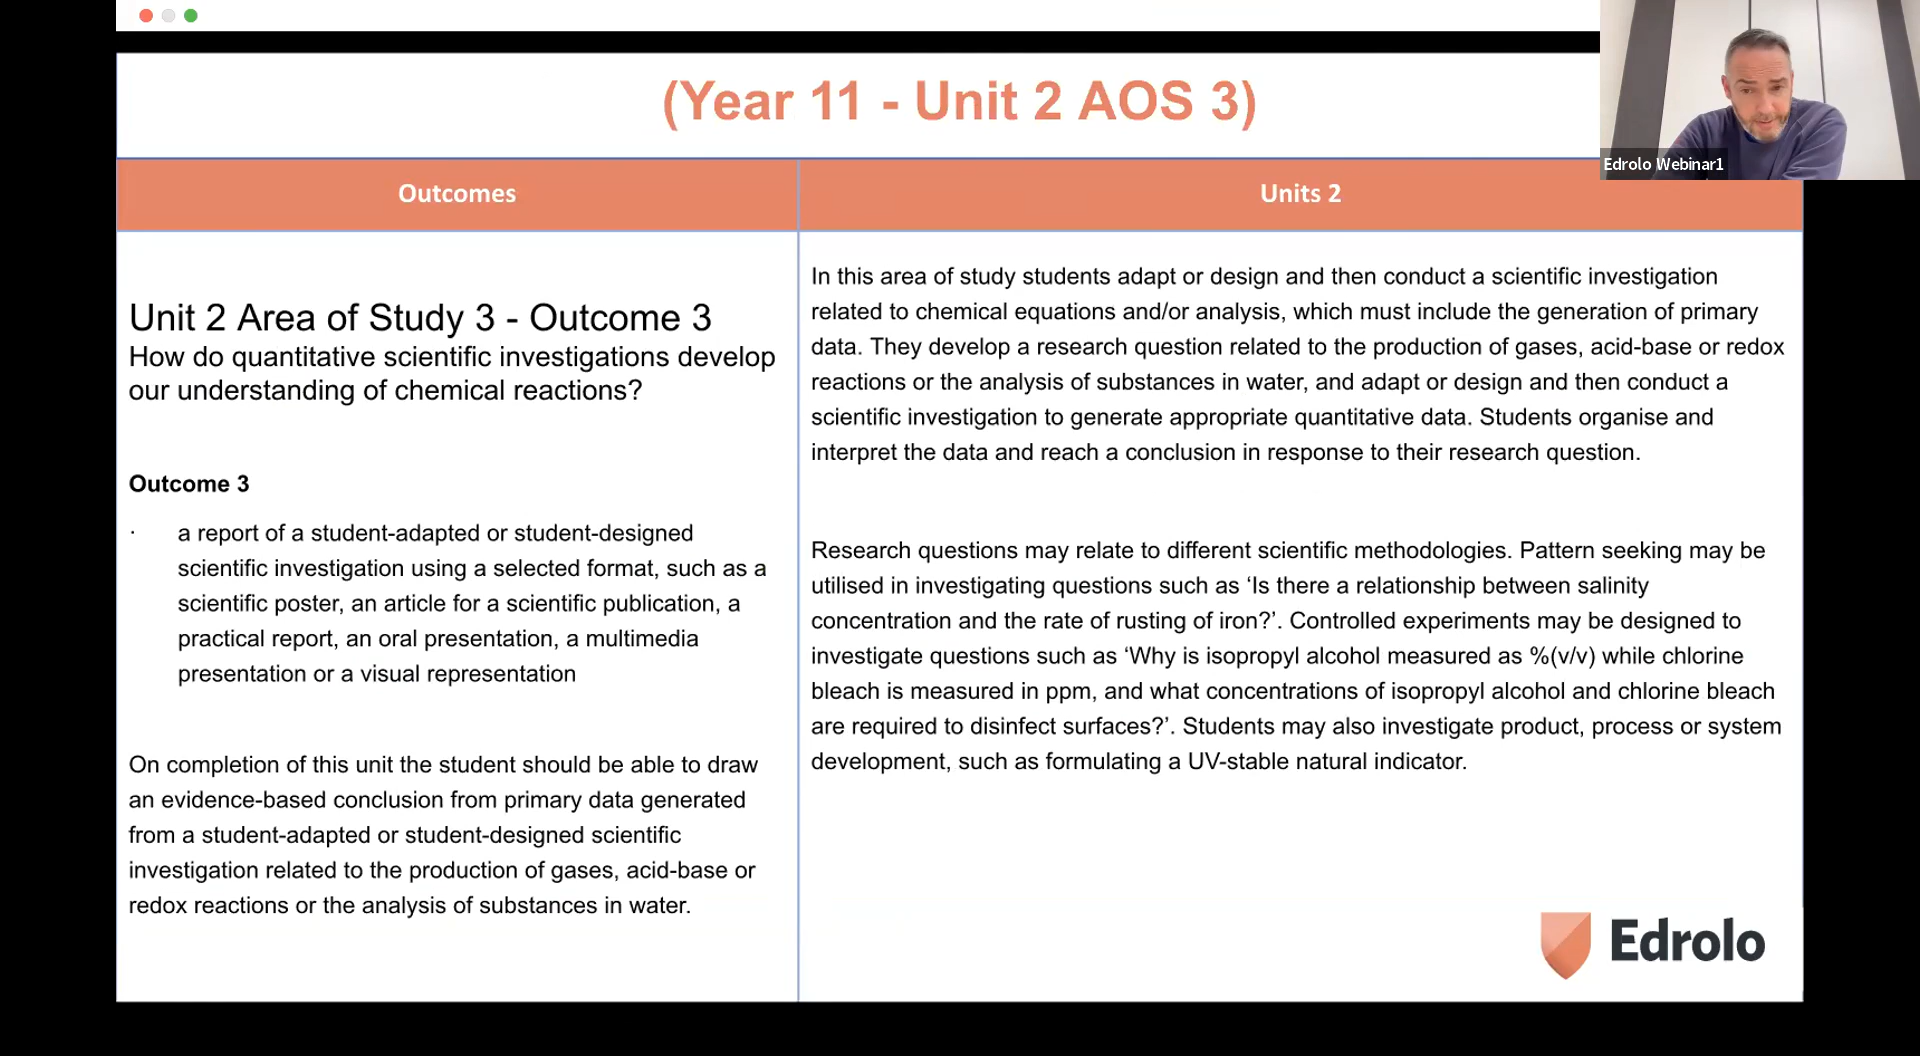 (Year 11 - Unit 2 AOS 3)
Edrolo Webinar1
Outcomes
Units 2
Unit 2 Area of Study 3 - Outcome 3
How do quantitative scientific investigations develop
our understanding of chemical reactions?
Outcome 3
· a report of a student-adapted or student-designed
scientific investigation using a selected format, such as a
scientific poster, an article for a scientific publication, a
practical report, an oral presentation, a multimedia
presentation or a visual representation
On completion of this unit the student should be able to draw
an evidence-based conclusion from primary data generated
from a student-adapted or student-designed scientific
investigation related to the production of gases, acid-base or
redox reactions or the analysis of substances in water.
In this area of study students adapt or design and then conduct a scientific investigation
related to chemical equations and/or analysis, which must include the generation of primary
data. They develop a research question related to the production of gases, acid-base or redox
reactions or the analysis of substances in water, and adapt or design and then conduct a
scientific investigation to generate appropriate quantitative data. Students organise and
interpret the data and reach a conclusion in response to their research question.
Research questions may relate to different scientific methodologies. Pattern seeking may be
utilised in investigating questions such as ‘Is there a relationship between salinity
concentration and the rate of rusting of iron?’. Controlled experiments may be designed to
investigate questions such as ‘Why is isopropyl alcohol measured as %(v/v) while chlorine
bleach is measured in ppm, and what concentrations of isopropyl alcohol and chlorine bleach
are required to disinfect surfaces?’. Students may also investigate product, process or system
development, such as formulating a UV-stable natural indicator.
Edrolo